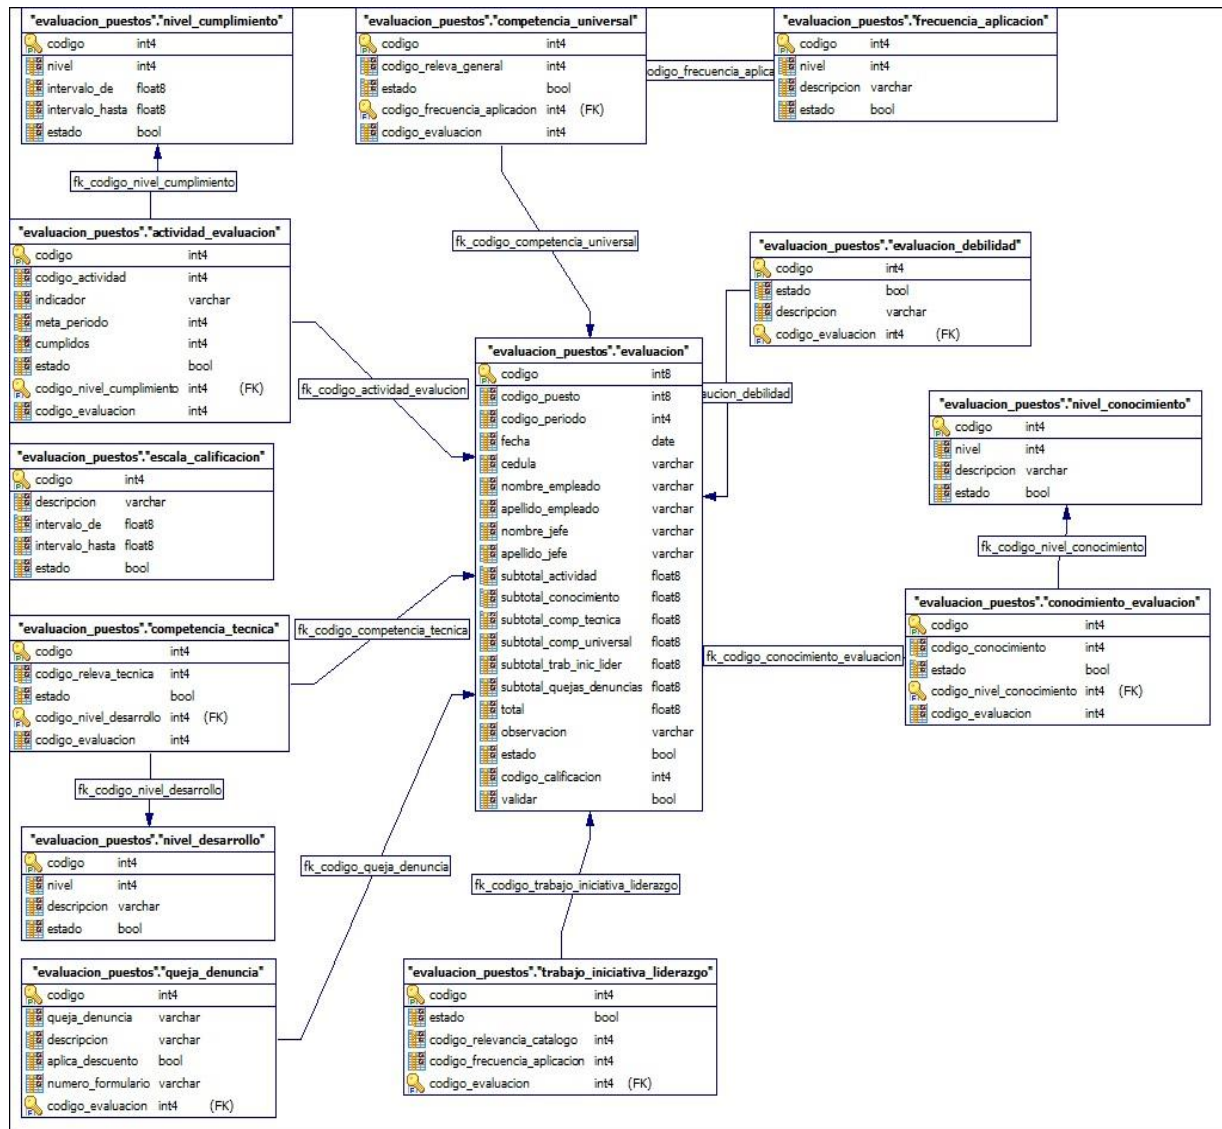 "evaluacion_puestos"."nivel_cumplimiento"
codigo int4
nivel int4
intervalo_de float8
intervalo_hasta float8
estado bool
"evaluacion_puestos"."competencia_universal"
codigo int4
codigo_releva_general int4
estado bool
codigo_frecuencia_aplicacion int4 (FK)
codigo_evaluacion int4
odigo_frecuencia_aplica
"evaluacion_puestos"."frecuencia_aplicacion"
codigo int4
nivel int4
descripcion varchar
estado bool
fk_codigo_nivel_cumplimiento
"evaluacion_puestos"."actividad_evaluacion"
codigo int4
codigo_actividad int4
indicador varchar
meta_periodo int4
cumplidos int4
estado bool
codigo_nivel_cumplimiento int4 (FK)
codigo_evaluacion int4
fk_codigo_competencia_universal
"evaluacion_puestos"."evaluacion_debilidad"
codigo int4
estado bool
descripcion varchar
codigo_evaluacion int4 (FK)
fk_codigo_actividad_evalucion
"evaluacion_puestos"."evaluacion"
codigo int8
codigo_puesto int8
codigo_periodo int4
fecha date
cedula varchar
nombre_empleado varchar
apellido_empleado varchar
nombre_jefe varchar
apellido_jefe varchar
subtotal_actividad float8
subtotal_conocimiento float8
subtotal_comp_tecnica float8
subtotal_comp_universal float8
subtotal_trab_inic_lider float8
subtotal_quejas_denuncias float8
total float8
observacion varchar
estado bool
codigo_calificacion int4
validar bool
aucion_debilidad
"evaluacion_puestos"."nivel_conocimiento"
codigo int4
nivel int4
descripcion varchar
estado bool
"evaluacion_puestos"."escala_calificacion"
codigo int4
descripcion varchar
intervalo_de float8
intervalo_hasta float8
estado bool
fk_codigo_nivel_conocimiento
"evaluacion_puestos"."conocimiento_evaluacion"
codigo int4
codigo_conocimiento int4
estado bool
codigo_nivel_conocimiento int4 (FK)
codigo_evaluacion int4
fk_codigo_conocimiento_evaluacion
"evaluacion_puestos"."competencia_tecnica"
codigo int4
codigo_releva_tecnica int4
estado bool
codigo_nivel_desarrollo int4 (FK)
codigo_evaluacion int4
fk_codigo_competencia_tecnica
fk_codigo_nivel_desarrollo
"evaluacion_puestos"."nivel_desarrollo"
codigo int4
nivel int4
descripcion varchar
estado bool
fk_codigo_queja_denuncia
fk_codigo_trabajo_iniciativa_liderazgo
"evaluacion_puestos"."queja_denuncia"
codigo int4
queja_denuncia varchar
descripcion varchar
aplica_descuento bool
numero_formulario varchar
codigo_evaluacion int4 (FK)
"evaluacion_puestos"."trabajo_iniciativa_liderazgo"
codigo int4
estado bool
codigo_relevancia_catalogo int4
codigo_frecuencia_aplicacion int4
codigo_evaluacion int4 (FK)